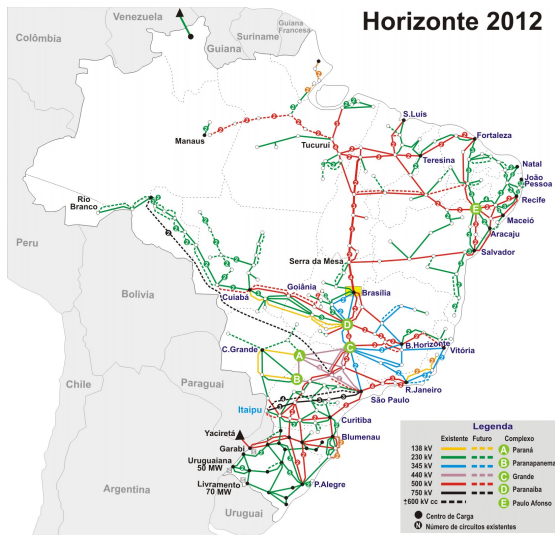 Horizonte 2012
Venezuela
Colômbia
Guiana
Suriname
Guiana
Francesa
Manaus
Tucuruí
S.Luis
Fortaleza
Teresina
Natal
João
Pessoa
Recife
Maceió
Aracaju
Salvador
E
Rio
Branco
Peru
Serra da Mesa
Bolivia
Cuiabá
Goiânia
Brasília
D
C.Grande
A
B
C
B.Horizonte
Vitória
R.Janeiro
São Paulo
Chile
Paraguai
Itaipu
Yaciretá
Garabi
Uruguaiana
50 MW
Livramento
70 MW
Curitiba
Blumenau
P.Alegre
Argentina
Uruguai
Legenda
Existente Futuro Complexo
138 kV A Paraná
230 kV B Paranapanema
345 kV C Grande
440 kV D Paranaiba
500 kV E Paulo Afonso
750 kV
±600 kV cc
Centro de Carga
N Número de circuitos existentes